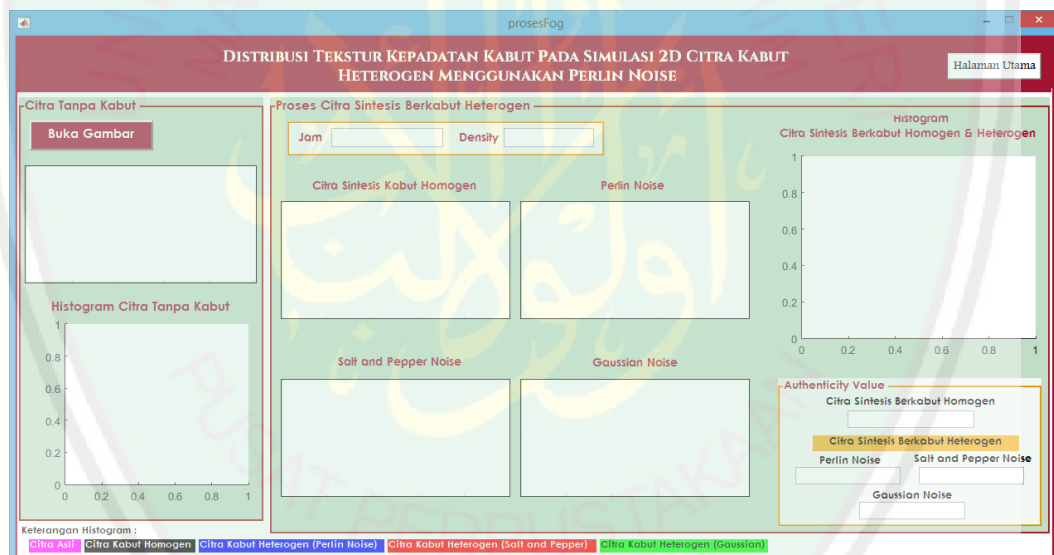 prosesFog
DISTRIBUSI TEKSTUR KEPADATAN KABUT PADA SIMULASI 2D CITRA KABUT
HETEROGEN MENGGUNAKAN PERLIN NOISE
Halaman Utama
Citra Tanpa Kabut
Buka Gambar
Histogram Citra Tanpa Kabut
1
0.8
0.6
0.4
0.2
0
0 0.2 0.4 0.6 0.8 1
Proses Citra Sintesis Berkabut Heterogen
Jam Density
Citra Sintesis Kabut Homogen Perlin Noise
Salt and Pepper Noise Gaussian Noise
Histogram
Citra Sintesis Berkabut Homogen & Heterogen
1
0.8
0.6
0.4
0.2
0
0 0.2 0.4 0.6 0.8 1
Authenticity Value
Citra Sintesis Berkabut Homogen
Citra Sintesis Berkabut Heterogen
Perlin Noise Salt and Pepper Noise
Gaussian Noise
Keterangan Histogram :
Citra Asli Citra Kabut Homogen Citra Kabut Heterogen (Perlin Noise) Citra Kabut Heterogen (Salt and Pepper) Citra Kabut Heterogen (Gaussian)
PUSAT PERPUSTAKAAN